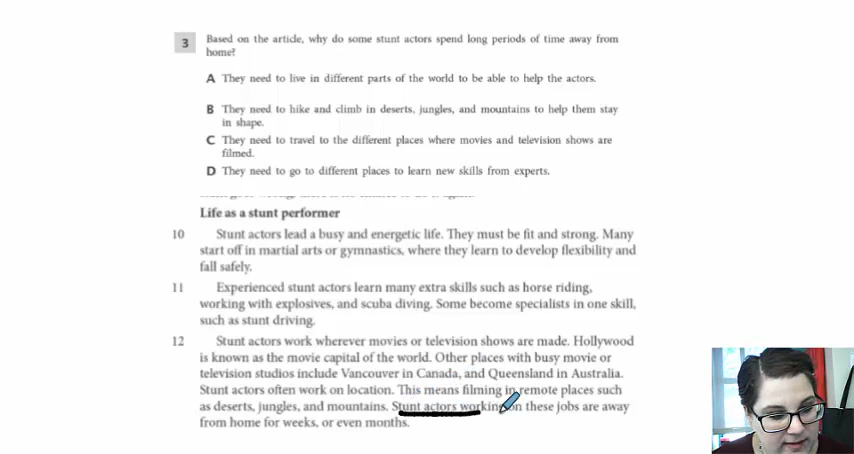 3 Based on the article, why do some stunt actors spend long periods of time away from
home?
A They need to live in different parts of the world to be able to help the actors.
B They need to hike and climb in deserts, jungles, and mountains to help them stay
in shape.
C They need to travel to the different places where movies and television shows are
filmed.
D They need to go to different places to learn new skills from experts.
Life as a stunt performer
10 Stunt actors lead a busy and energetic life. They must be fit and strong. Many
start off in martial arts or gymnastics, where they learn to develop flexibility and
fall safely.
11 Experienced stunt actors learn many extra skills such as horse riding,
working with explosives, and scuba diving. Some become specialists in one skill,
such as stunt driving.
12 Stunt actors work wherever movies or television shows are made. Hollywood
is known as the movie capital of the world. Other places with busy movie or
television studios include Vancouver in Canada, and Queensland in Australia.
Stunt actors often work on location. This means filming in remote places such
as deserts, jungles, and mountains. Stunt actors working on these jobs are away
from home for weeks, or even months.